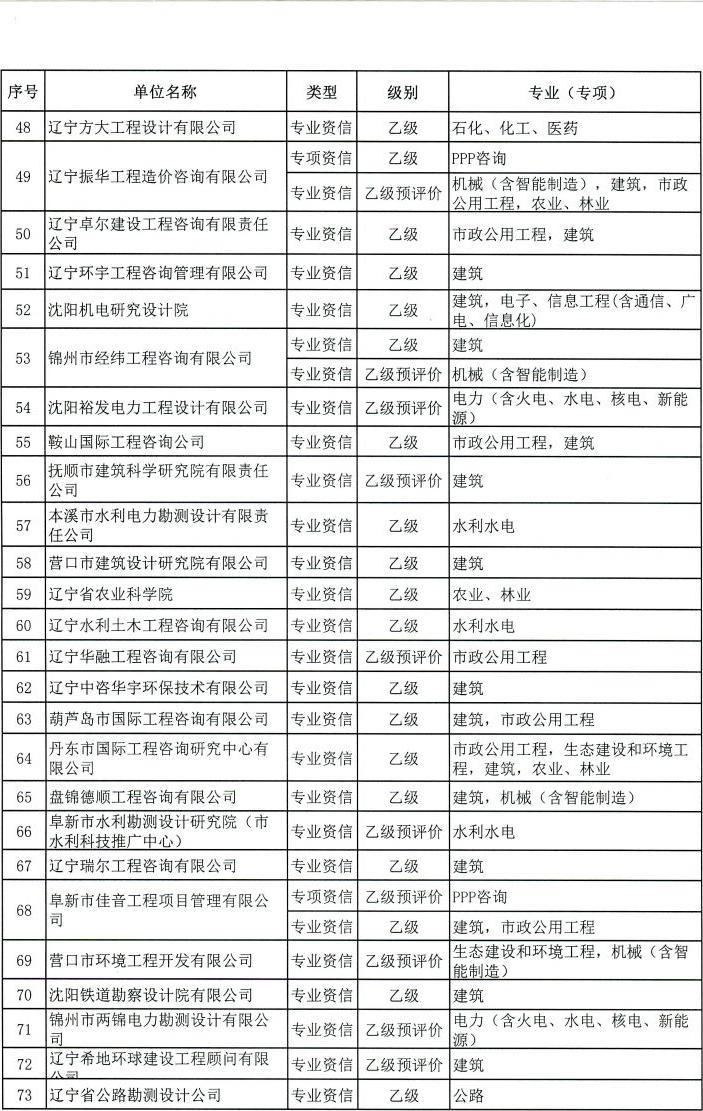 序号 单位名称 类型 级别 专业（专项）
48 辽宁方大工程设计有限公司 专业资信 乙级 石化、化工、医药
49 辽宁振华工程造价咨询有限公司 专项资信 乙级 PPP咨询
专业资信 乙级预评价 机械（含智能制造），建筑，市政
公用工程，农业、林业
50 辽宁卓尔建设工程咨询有限责任
公司 专业资信 乙级 市政公用工程，建筑
51 辽宁环宇工程咨询管理有限公司 专业资信 乙级 建筑
52 沈阳机电研究设计院 专业资信 乙级 建筑，电子、信息工程(含通信、广
电、信息化)
53 锦州市经纬工程咨询有限公司 专业资信 乙级 建筑
专业资信 乙级预评价 机械（含智能制造）
54 沈阳裕发电力工程设计有限公司 专业资信 乙级预评价 电力（含火电、水电、核电、新能
源）
55 鞍山国际工程咨询公司 专业资信 乙级 市政公用工程，建筑
56 抚顺市建筑科学研究院有限责任
公司 专业资信 乙级预评价 建筑
57 本溪市水利电力勘测设计有限责
任公司 专业资信 乙级 水利水电
58 营口市建筑设计研究院有限公司 专业资信 乙级 建筑
59 辽宁省农业科学院 专业资信 乙级 农业、林业
60 辽宁水利土木工程咨询有限公司 专业资信 乙级 水利水电
61 辽宁华融工程咨询有限公司 专业资信 乙级预评价 市政公用工程
62 辽宁中咨华宇环保技术有限公司 专业资信 乙级 建筑
63 葫芦岛市国际工程咨询有限公司 专业资信 乙级 建筑，市政公用工程
64 丹东市国际工程咨询研究中心有
限公司 专业资信 乙级 市政公用工程，生态建设和环境工
程，建筑，农业、林业
65 盘锦德顺工程咨询有限公司 专业资信 乙级 建筑，机械（含智能制造）
66 阜新市水利勘测设计研究院（市
水利科技推广中心） 专业资信 乙级预评价 水利水电
67 辽宁瑞尔工程咨询有限公司 专业资信 乙级 建筑
68 阜新市佳音工程项目管理有限公
司 专项资信 乙级预评价 PPP咨询
专业资信 乙级 建筑，市政公用工程
69 营口市环境工程开发有限公司 专业资信 乙级预评价 生态建设和环境工程，机械（含智
能制造）
70 沈阳铁道勘察设计院有限公司 专业资信 乙级 建筑
71 锦州市两锦电力勘测设计有限公
司 专业资信 乙级预评价 电力（含火电、水电、核电、新能
源）
72 辽宁希地环球建设工程顾问有限
公司 专业资信 乙级预评价 建筑
73 辽宁省公路勘测设计公司 专业资信 乙级 公路